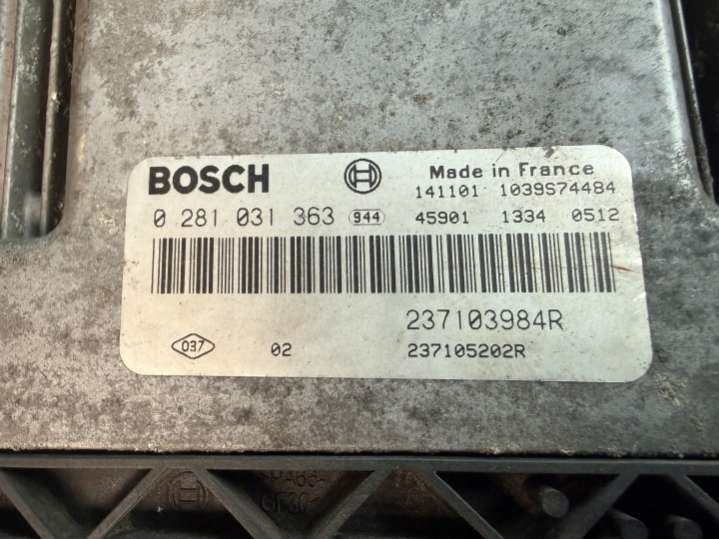 BOSCH Made in France
141101 1039S74484
0 281 031 363 944 45901 1334 0512
237103984R
037 02 237105202R